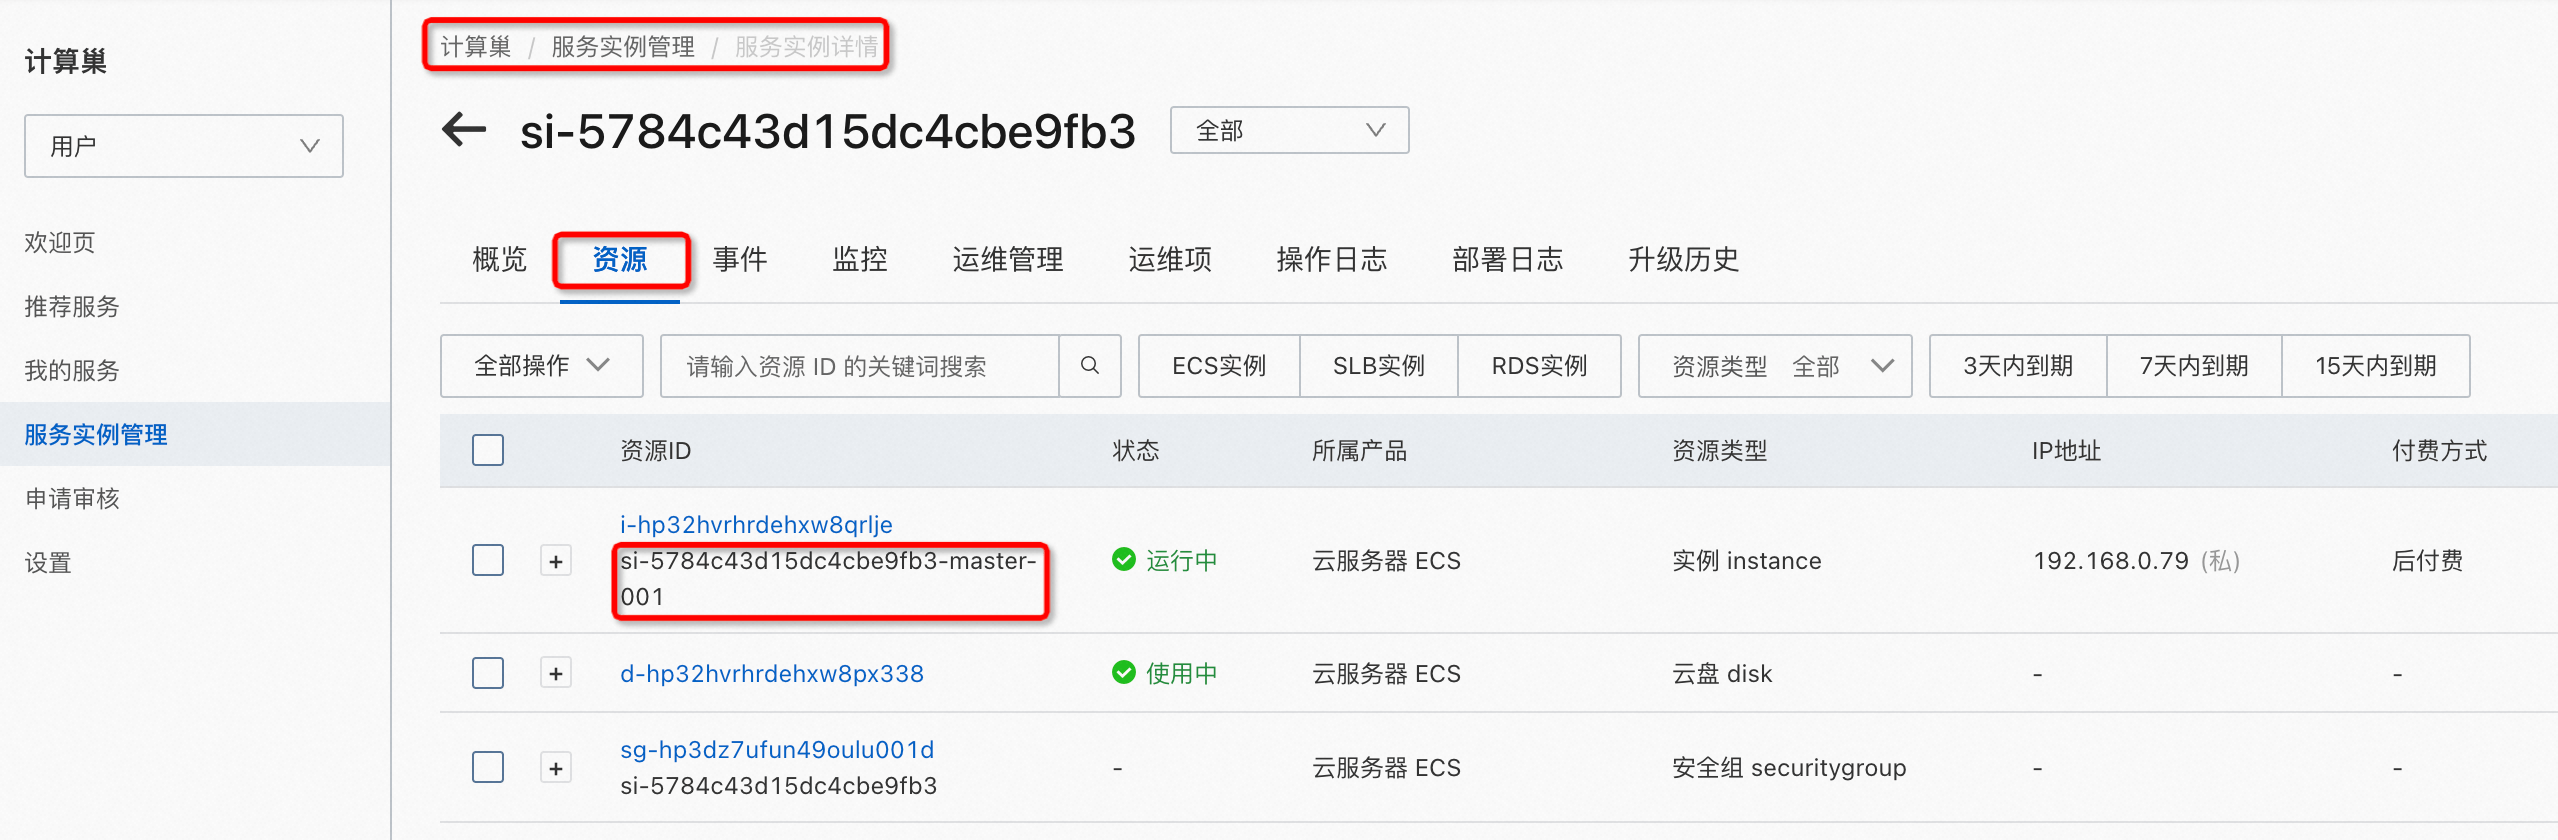 计算巢
用户
欢迎页
推荐服务
我的服务
服务实例管理
申请审核
设置
计算巢 / 服务实例管理 / 服务实例详情
si-5784c43d15dc4cbe9fb3 全部
概览 资源 事件 监控 运维管理 运维项 操作日志 部署日志 升级历史
全部操作 请输入资源 ID 的关键词搜索 ECS实例 SLB实例 RDS实例 资源类型 全部 3天内到期 7天内到期 15天内到期
资源ID 状态 所属产品 资源类型 IP地址 付费方式
i-hp32hvrhrdehxw8qrlje
si-5784c43d15dc4cbe9fb3-master- 运行中 云服务器 ECS 实例 instance 192.168.0.79 (私) 后付费
001
d-hp32hvrhrdehxw8px338 使用中 云服务器 ECS 云盘 disk - -
sg-hp3dz7ufun49oulu001d
- 云服务器 ECS 安全组 securitygroup - -
si-5784c43d15dc4cbe9fb3